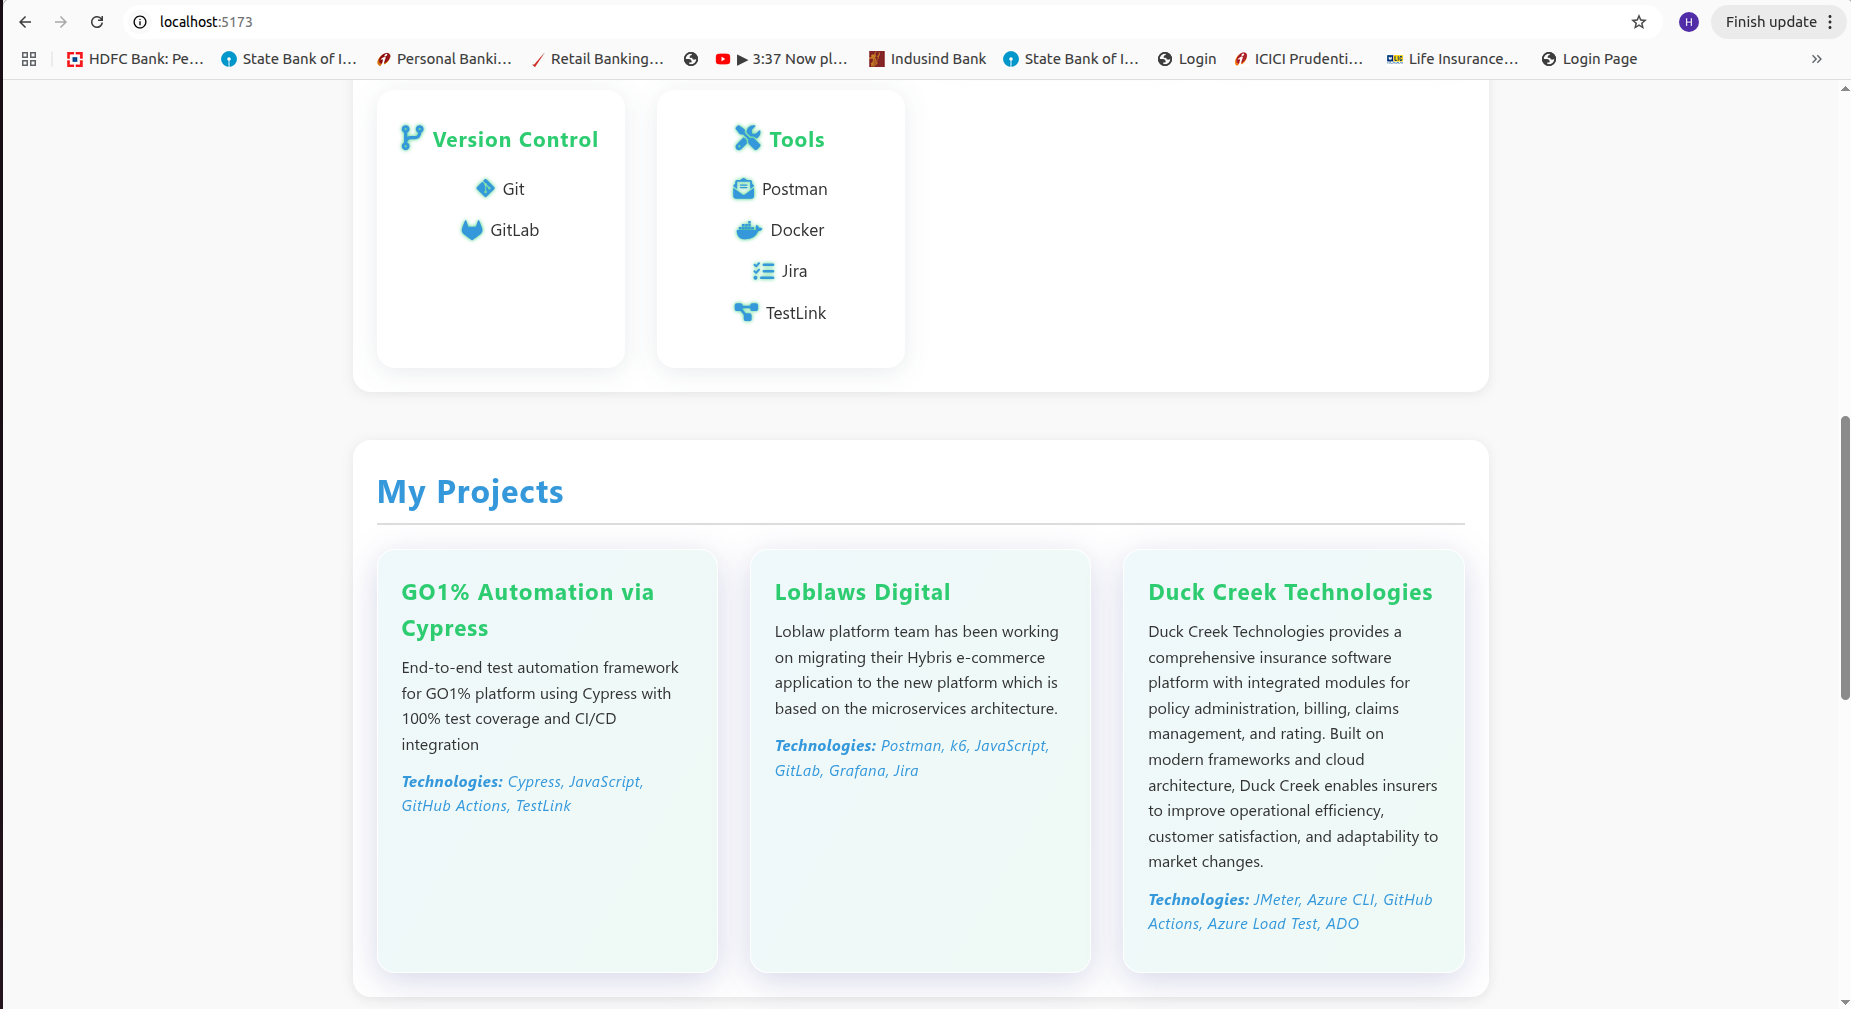 localhost:5173
H
Finish update
HDFC Bank: Pe...
State Bank of I...
Personal Banki...
Retail Banking...
▶ 3:37 Now pl...
Indusind Bank
State Bank of I...
Login
ICICI Prudenti...
Life Insurance...
Login Page
»
Version Control
Git
GitLab
Tools
Postman
Docker
Jira
TestLink
My Projects
GO1% Automation via
Cypress
End-to-end test automation framework
for GO1% platform using Cypress with
100% test coverage and CI/CD
integration
Technologies: Cypress, JavaScript,
GitHub Actions, TestLink
Loblaws Digital
Loblaw platform team has been working
on migrating their Hybris e-commerce
application to the new platform which is
based on the microservices architecture.
Technologies: Postman, k6, JavaScript,
GitLab, Grafana, Jira
Duck Creek Technologies
Duck Creek Technologies provides a
comprehensive insurance software
platform with integrated modules for
policy administration, billing, claims
management, and rating. Built on
modern frameworks and cloud
architecture, Duck Creek enables insurers
to improve operational efficiency,
customer satisfaction, and adaptability to
market changes.
Technologies: JMeter, Azure CLI, GitHub
Actions, Azure Load Test, ADO